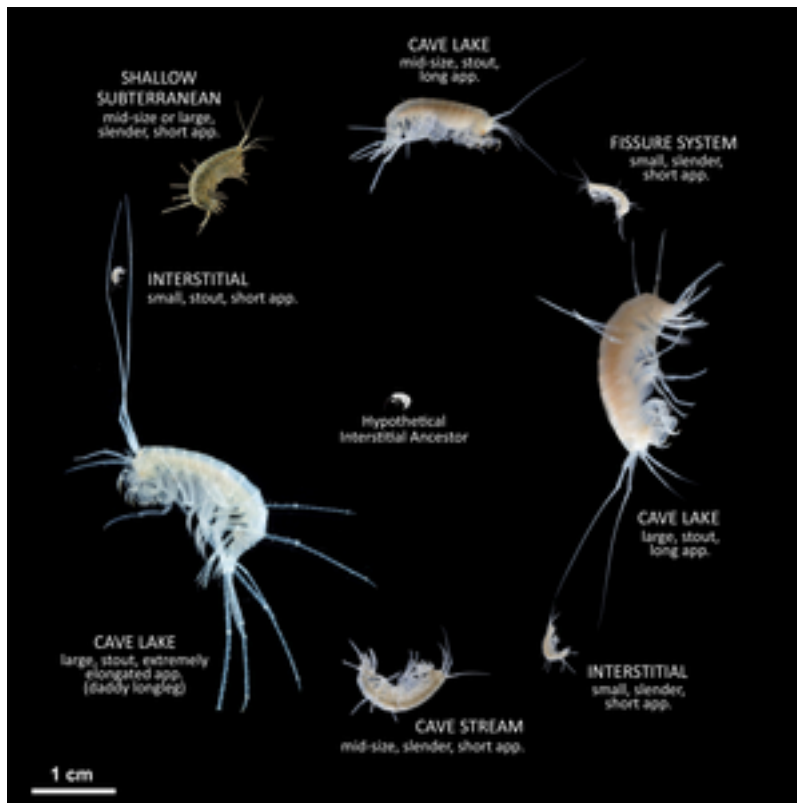 CAVE LAKE
mid-size, stout,
long app.
SHALLOW
SUBTERRANEAN
mid-size or large,
slender, short app.
FISSURE SYSTEM
small, slender,
short app.
INTERSTITIAL
small, stout, short app.
Hypothetical
Interstitial Ancestor
CAVE LAKE
large, stout,
long app.
CAVE LAKE
large, stout, extremely
elongated app.
(daddy longleg)
INTERSTITIAL
small, slender,
short app.
CAVE STREAM
mid-size, slender, short app.
1 cm